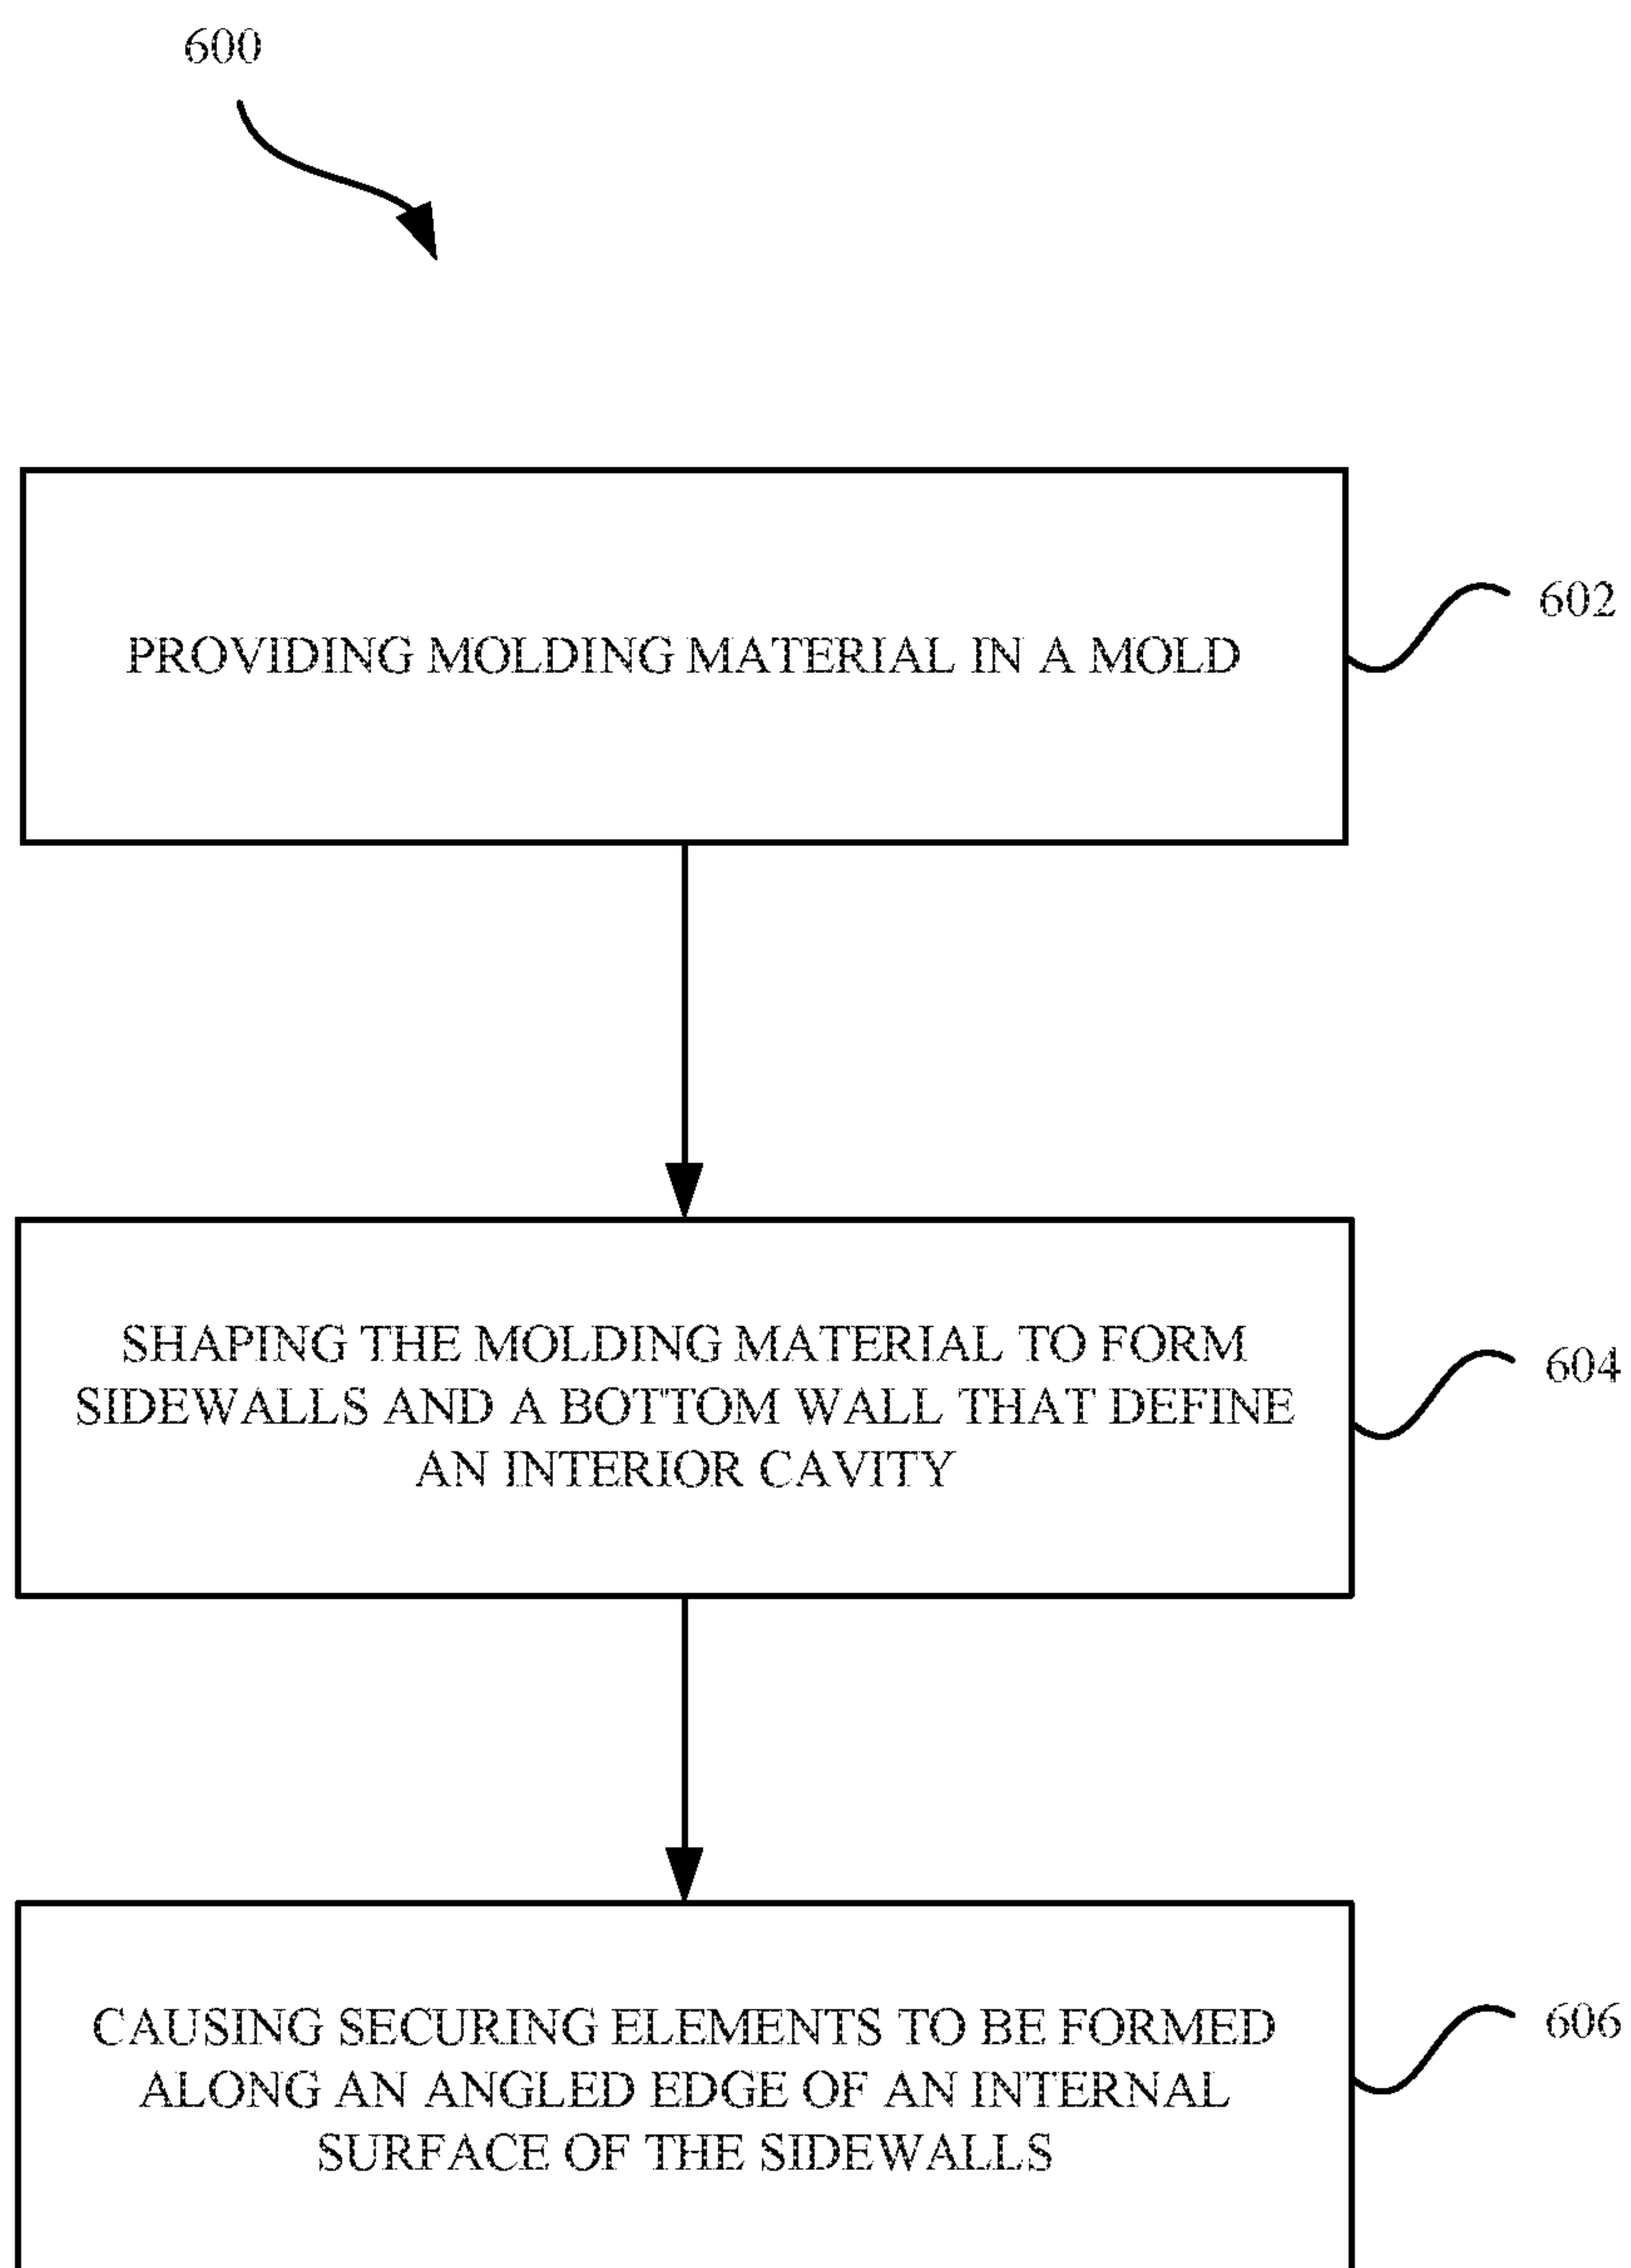 600
PROVIDING MOLDING MATERIAL IN A MOLD
602
SHAPING THE MOLDING MATERIAL TO FORM
SIDEWALLS AND A BOTTOM WALL THAT DEFINE
AN INTERIOR CAVITY
604
CAUSING SECURING ELEMENTS TO BE FORMED
ALONG AN ANGLED EDGE OF AN INTERNAL
SURFACE OF THE SIDEWALLS
606